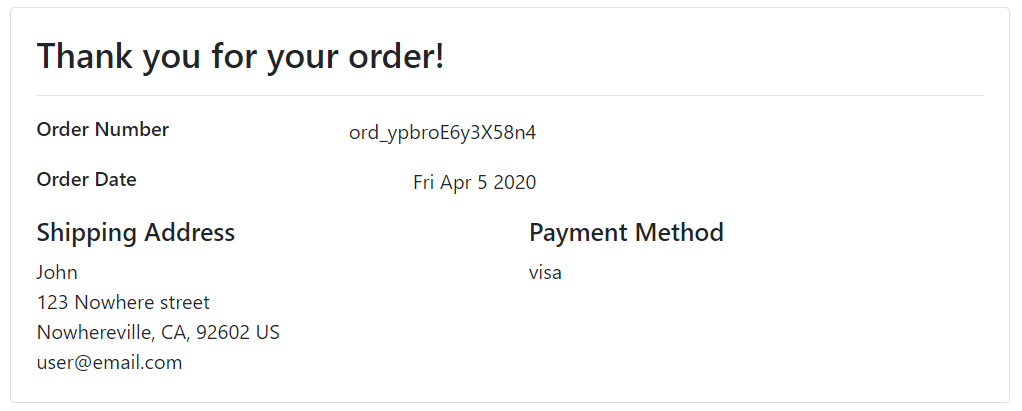 Thank you for your order!
Order Number ord_ypbroE6y3X58n4
Order Date Fri Apr 5 2020
Shipping Address
John
123 Nowhere street
Nowhereville, CA, 92602 US
user@email.com
Payment Method
visa